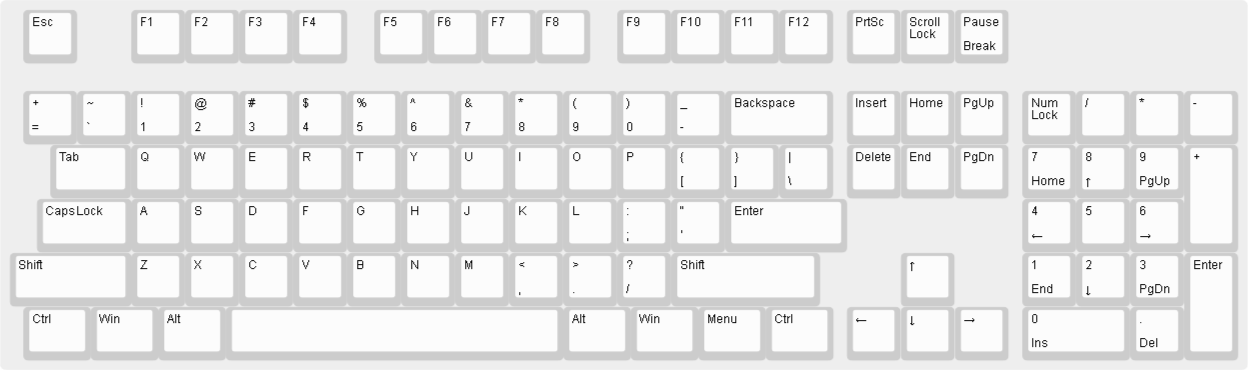 Esc F1 F2 F3 F4 F5 F6 F7 F8 F9 F10 F11 F12 PrtSc Scroll Pause
Lock
Break
+ ~ ! @ # $ % ^ & * ( ) _ Backspace Insert Home PgUp Num / * -
Lock
= ` 1 2 3 4 5 6 7 8 9 0 -
Tab Q W E R T Y U I O P { } | Delete End PgDn 7 8 9 +
[ ] \ Home ↑ PgUp
CapsLock A S D F G H J K L : " Enter 4 5 6
; ' ← →
Shift Z X C V B N M < > ? Shift ↑ 1 2 3 Enter
, . / End ↓ PgDn
Ctrl Win Alt Alt Win Menu Ctrl ← ↓ → 0 .
Ins Del